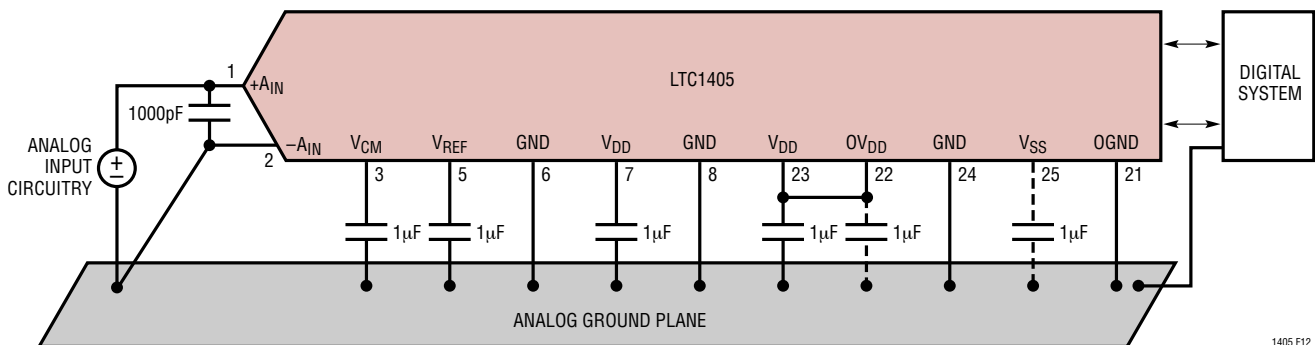 LTC1405
DIGITAL
SYSTEM
1
+AIN
1000pF
2
–AIN
ANALOG
INPUT
CIRCUITRY
+
–
VCM
VREF
GND
VDD
GND
VDD
OVDD
GND
VSS
OGND
3
5
6
7
8
23
22
24
25
21
1μF
1μF
1μF
1μF
1μF
1μF
ANALOG GROUND PLANE
1405 F12